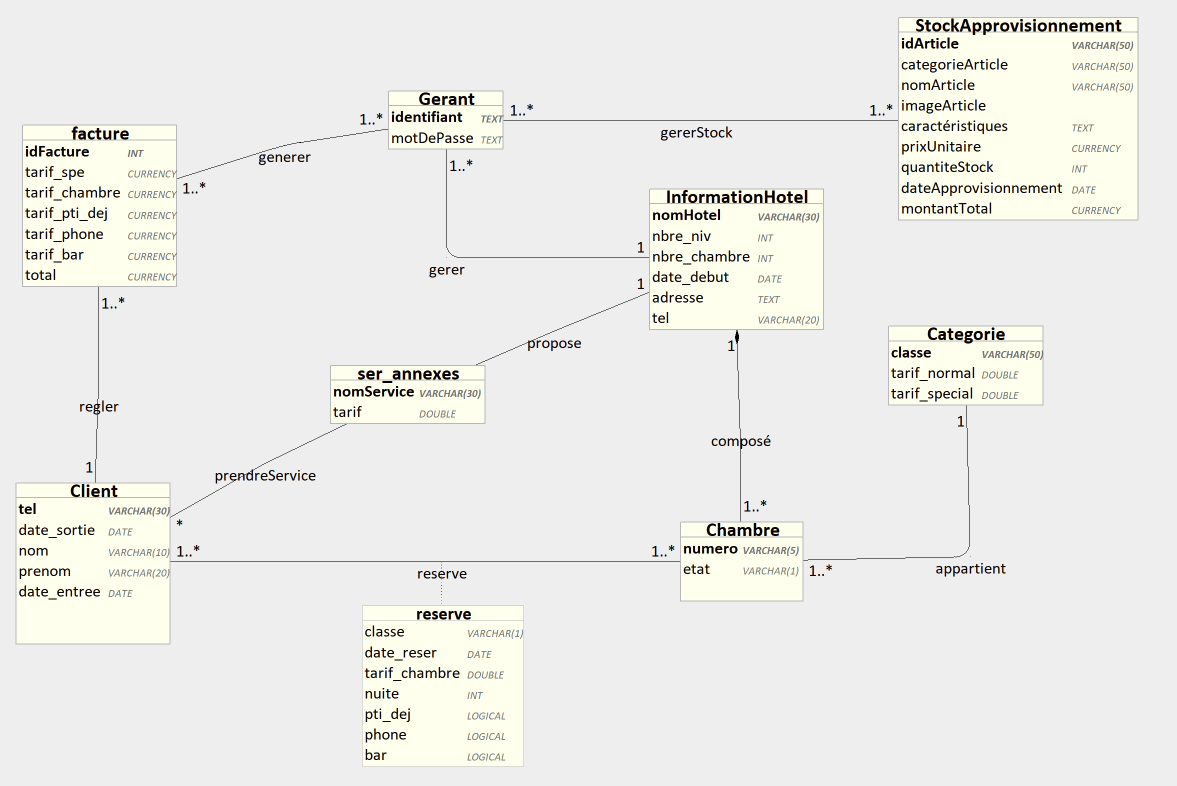 StockApprovisionnement
idArticle VARCHAR(50)
categorieArticle VARCHAR(50)
nomArticle VARCHAR(50)
imageArticle
caractéristiques TEXT
prixUnitaire CURRENCY
quantiteStock INT
dateApprovisionnement DATE
montantTotal CURRENCY
Gerant
identifiant TEXT
motDePasse TEXT
1..*
1..*
gererStock
1..*
generer
1..*
1..*
1
gerer
facture
idFacture INT
tarif_spe CURRENCY
tarif_chambre CURRENCY
tarif_pti_dej CURRENCY
tarif_phone CURRENCY
tarif_bar CURRENCY
total CURRENCY
InformationHotel
nomHotel VARCHAR(30)
nbre_niv INT
nbre_chambre INT
date_debut DATE
adresse TEXT
tel VARCHAR(20)
1..*
regler
1
1
propose
1
composé
1..*
Categorie
classe VARCHAR(50)
tarif_normal DOUBLE
tarif_special DOUBLE
1
appartient
1..*
ser_annexes
nomService VARCHAR(30)
tarif DOUBLE
prendreService
*
Client
tel VARCHAR(30)
date_sortie DATE
nom VARCHAR(10)
prenom VARCHAR(20)
date_entree DATE
1..*
1..*
reserve
Chambre
numero VARCHAR(5)
etat VARCHAR(1)
reserve
classe VARCHAR(1)
date_reser DATE
tarif_chambre DOUBLE
nuite INT
pti_dej LOGICAL
phone LOGICAL
bar LOGICAL